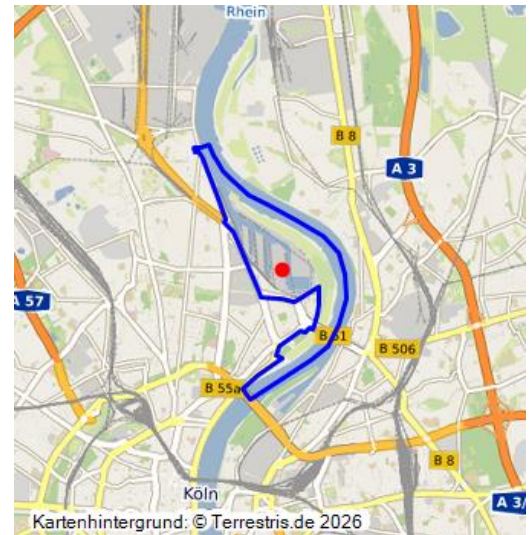 Rhein
B 8
A 3
A 57
B 51
B 506
B 55a
B 8
Köln
A 3/
Kartenhintergrund: © Terrestris.de 2026